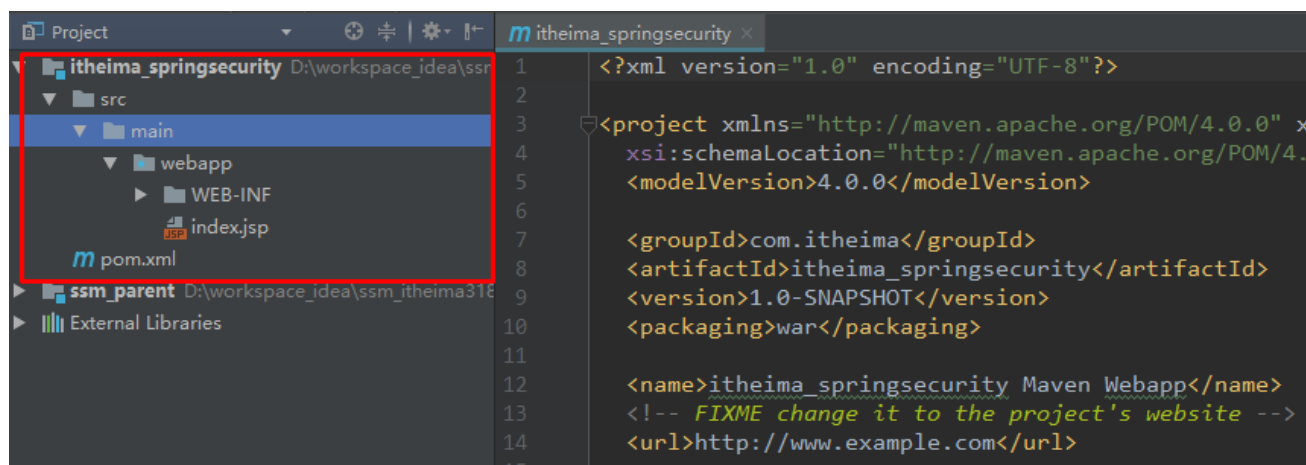 Project
itheima_springsecurity D:\workspace_idea\ssm
src
main
webapp
WEB-INF
index.jsp
pom.xml
ssm_parent D:\workspace_idea\ssm_itheima318
External Libraries
itheima_springsecurity
1 <?xml version="1.0" encoding="UTF-8"?>
2
3 <project xmlns="http://maven.apache.org/POM/4.0.0" x
4 xsi:schemaLocation="http://maven.apache.org/POM/4.
5 <modelVersion>4.0.0</modelVersion>
6
7 <groupId>com.itheima</groupId>
8 <artifactId>itheima_springsecurity</artifactId>
9 <version>1.0-SNAPSHOT</version>
10 <packaging>war</packaging>
11
12 <name>itheima_springsecurity Maven Webapp</name>
13 <!-- FIXME change it to the project's website -->
14 <url>http://www.example.com</url>